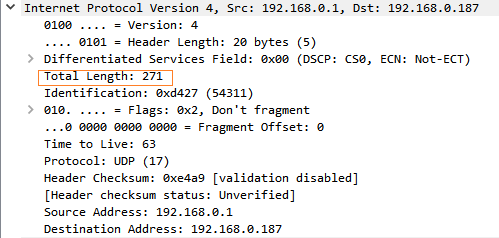 Internet Protocol Version 4, Src: 192.168.0.1, Dst: 192.168.0.187
0100 .... = Version: 4
.... 0101 = Header Length: 20 bytes (5)
Differentiated Services Field: 0x00 (DSCP: CS0, ECN: Not-ECT)
Total Length: 271
Identification: 0xd427 (54311)
010. .... = Flags: 0x2, Don't fragment
...0 0000 0000 0000 = Fragment Offset: 0
Time to Live: 63
Protocol: UDP (17)
Header Checksum: 0xe4a9 [validation disabled]
[Header checksum status: Unverified]
Source Address: 192.168.0.1
Destination Address: 192.168.0.187